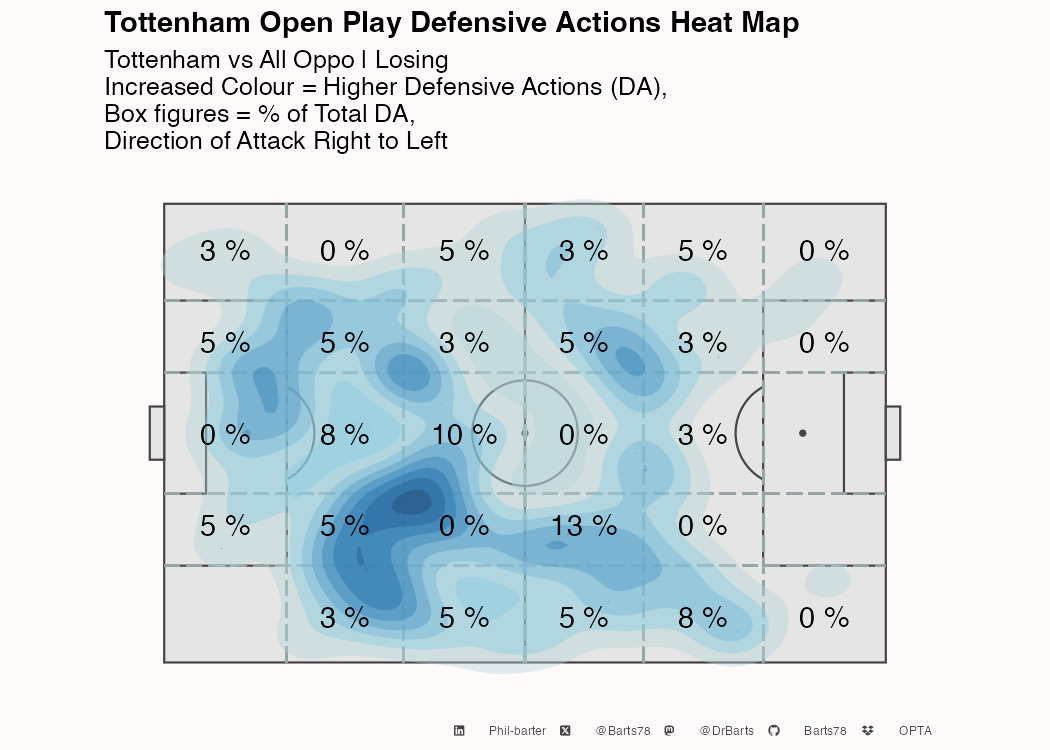 Tottenham Open Play Defensive Actions Heat Map
Tottenham vs All Oppo | Losing
Increased Colour = Higher Defensive Actions (DA),
Box figures = % of Total DA,
Direction of Attack Right to Left
3 % 0 % 5 % 3 % 5 % 0 %
5 % 5 % 3 % 5 % 3 % 0 %
0 % 8 % 10 % 0 % 3 %
5 % 5 % 0 % 13 % 0 %
3 % 5 % 5 % 8 % 0 %
Phil-barter @Barts78 @DrBarts Barts78 OPTA